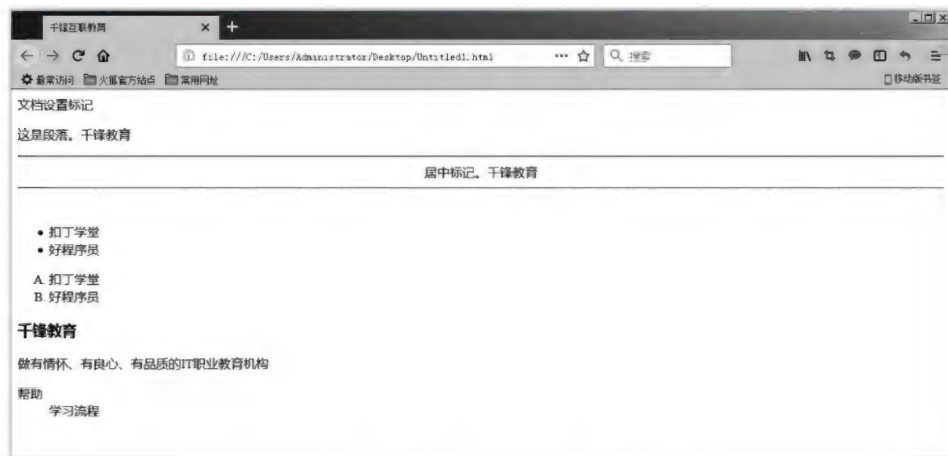 千锋互联教育
file:///C:/Users/Administrator/Desktop/Untitled1.html
搜索
最常访问 火狐官方站点 常用网址
移动版书签
文档设置标记
这是段落。千锋教育
居中标记。千锋教育
• 扣丁学堂
• 好程序员
A. 扣丁学堂
B. 好程序员
千锋教育
做有情怀、有良心、有品质的IT职业教育机构
帮助
学习流程